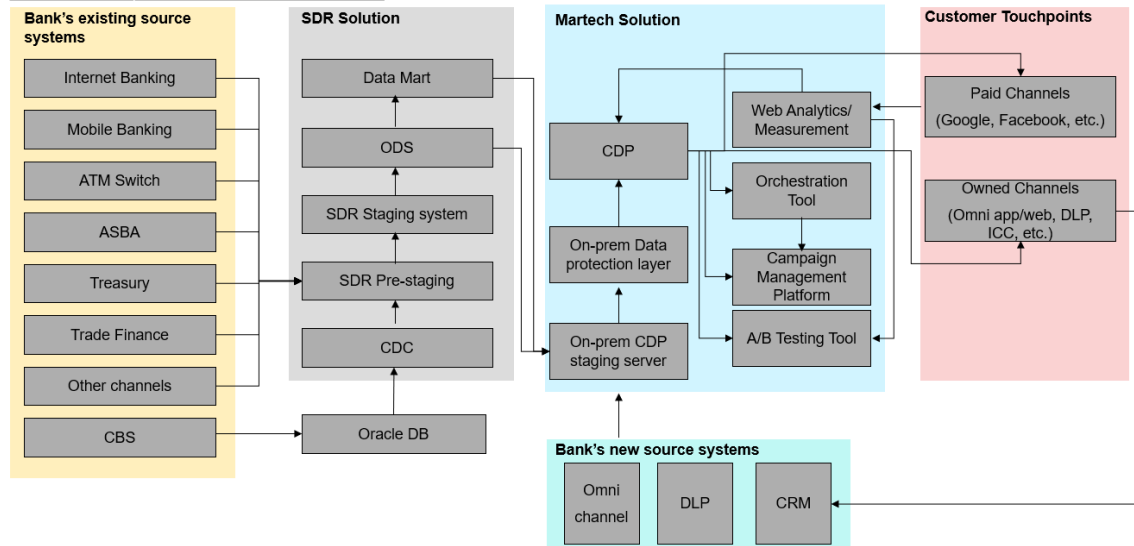 Bank's existing source
systems
Internet Banking
Mobile Banking
ATM Switch
ASBA
Treasury
Trade Finance
Other channels
CBS
SDR Solution
Data Mart
ODS
SDR Staging system
SDR Pre-staging
CDC
Oracle DB
Martech Solution
CDP
On-prem Data
protection layer
On-prem CDP
staging server
Web Analytics/
Measurement
Orchestration
Tool
Campaign
Management
Platform
A/B Testing Tool
Customer Touchpoints
Paid Channels
(Google, Facebook, etc.)
Owned Channels
(Omni app/web, DLP,
ICC, etc.)
Bank's new source systems
Omni
channel
DLP
CRM